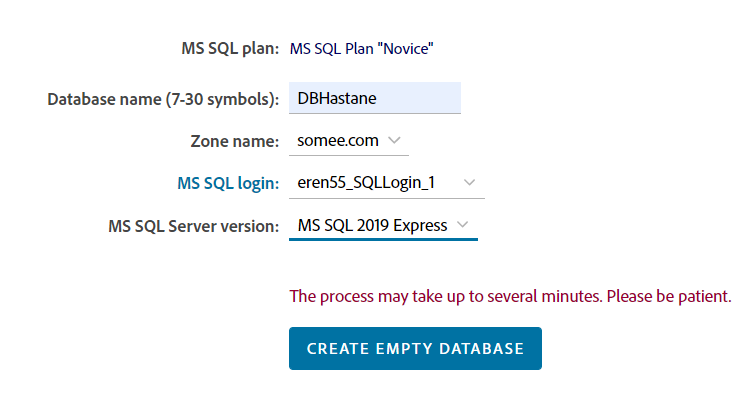 MS SQL plan: MS SQL Plan "Novice"
Database name (7-30 symbols): DBHastane
Zone name: somee.com
MS SQL login: eren55_SQLLogin_1
MS SQL Server version: MS SQL 2019 Express
The process may take up to several minutes. Please be patient.
CREATE EMPTY DATABASE